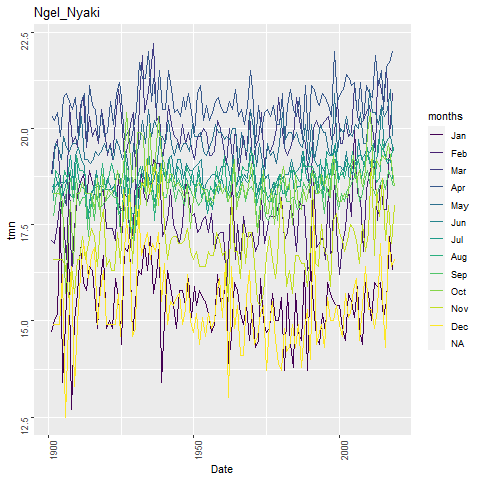 Ngel_Nyaki
tmn
22.5
20.0
17.5
15.0
12.5
1900
1950
2000
Date
months
Jan
Feb
Mar
Apr
May
Jun
Jul
Aug
Sep
Oct
Nov
Dec
NA